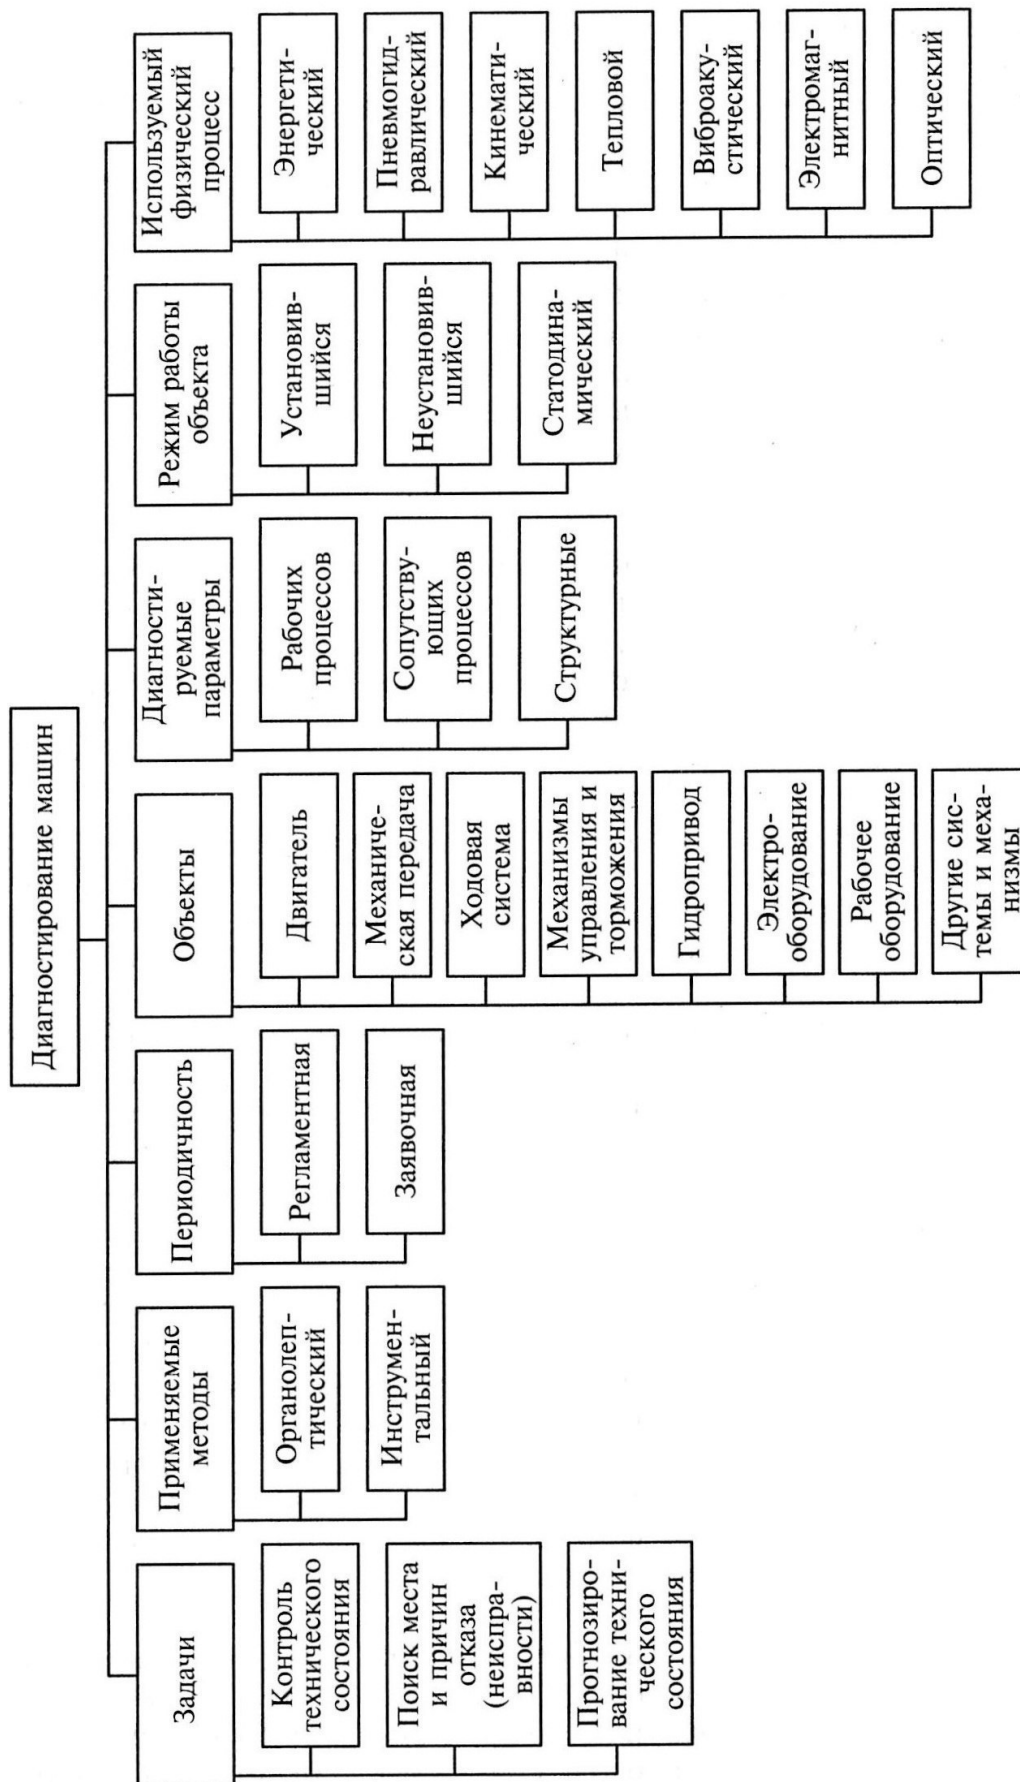 Диагностирование машин
Задачи
Контроль
технического
состояния
Поиск места
и причин
отказа
(неиспра-
вности)
Прогнозиро-
вание техни-
ческого
состояния
Применяемые
методы
Органолеп-
тический
Инструмен-
тальный
Периодичность
Регламентная
Заявочная
Объекты
Двигатель
Механиче-
ская передача
Ходовая
система
Механизмы
управления и
торможения
Гидропривод
Электро-
оборудование
Рабочее
оборудование
Другие сис-
темы и меха-
низмы
Диагности-
руемые
параметры
Рабочих
процессов
Сопутству-
ющих
процессов
Структурные
Режим работы
объекта
Установив-
шийся
Неустановив-
шийся
Статодина-
мический
Используемый
физический
процесс
Энергети-
ческий
Пневмогид-
равлический
Кинемати-
ческий
Тепловой
Виброаку-
стический
Электромаг-
нитный
Оптический